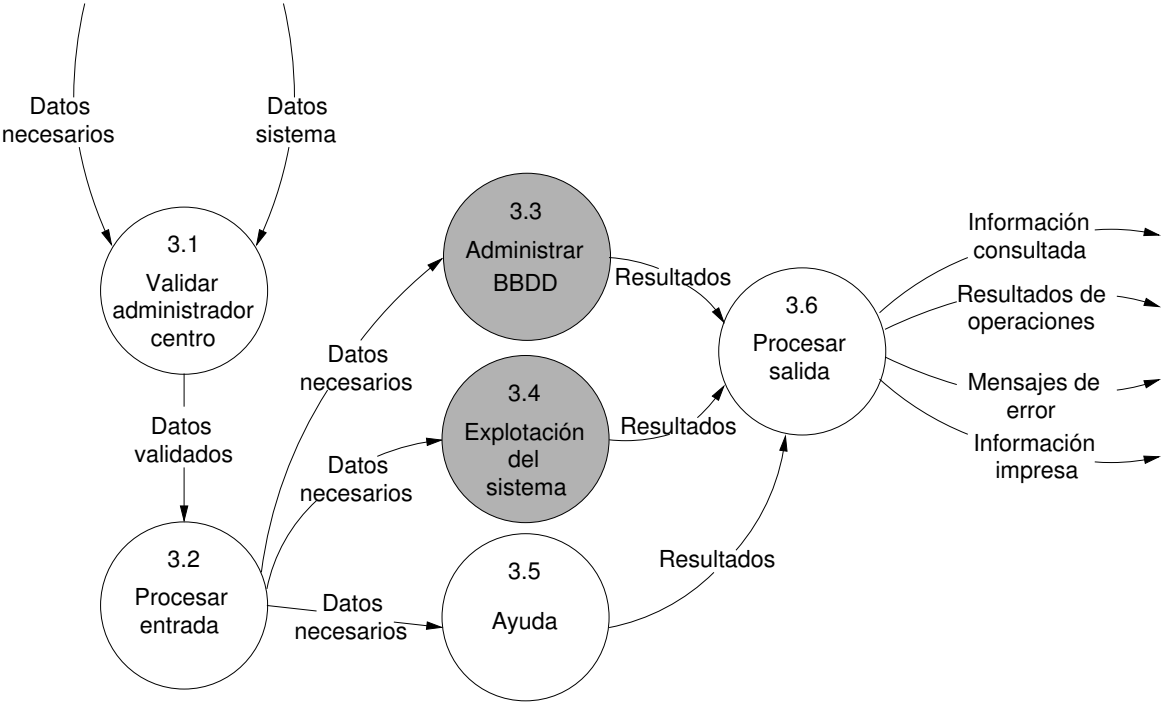 Datos
necesarios
Datos
sistema
3.1
Validar
administrador
centro
Datos
validados
3.2
Procesar
entrada
Datos
necesarios
Datos
necesarios
Datos
necesarios
3.3
Administrar
BBDD
3.4
Explotación
del
sistema
3.5
Ayuda
Resultados
Resultados
Resultados
3.6
Procesar
salida
Información
consultada
Resultados de
operaciones
Mensajes de
error
Información
impresa